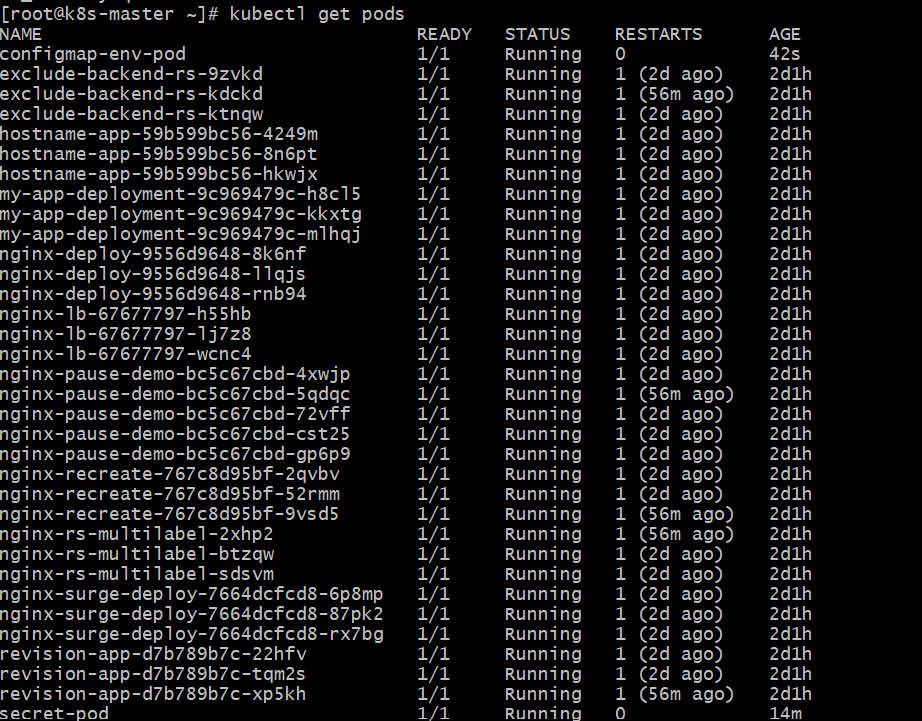 [root@k8s-master ~]# kubectl get pods
NAME READY STATUS RESTARTS AGE
configmap-env-pod 1/1 Running 0 42s
exclude-backend-rs-9zvkd 1/1 Running 1 (2d ago) 2d1h
exclude-backend-rs-kdckd 1/1 Running 1 (56m ago) 2d1h
exclude-backend-rs-ktnqw 1/1 Running 1 (2d ago) 2d1h
hostname-app-59b599bc56-4249m 1/1 Running 1 (2d ago) 2d1h
hostname-app-59b599bc56-8n6pt 1/1 Running 1 (2d ago) 2d1h
hostname-app-59b599bc56-hkwjx 1/1 Running 1 (2d ago) 2d1h
my-app-deployment-9c969479c-h8cl5 1/1 Running 1 (2d ago) 2d1h
my-app-deployment-9c969479c-kkxtg 1/1 Running 1 (2d ago) 2d1h
my-app-deployment-9c969479c-mlhqj 1/1 Running 1 (2d ago) 2d1h
nginx-deploy-9556d9648-8k6nf 1/1 Running 1 (2d ago) 2d1h
nginx-deploy-9556d9648-llqjs 1/1 Running 1 (2d ago) 2d1h
nginx-deploy-9556d9648-rnb94 1/1 Running 1 (2d ago) 2d1h
nginx-lb-67677797-h55hb 1/1 Running 1 (2d ago) 2d1h
nginx-lb-67677797-lj7z8 1/1 Running 1 (2d ago) 2d1h
nginx-lb-67677797-wcnc4 1/1 Running 1 (2d ago) 2d1h
nginx-pause-demo-bc5c67cbd-4xwjp 1/1 Running 1 (2d ago) 2d1h
nginx-pause-demo-bc5c67cbd-5qdqc 1/1 Running 1 (56m ago) 2d1h
nginx-pause-demo-bc5c67cbd-72vff 1/1 Running 1 (2d ago) 2d1h
nginx-pause-demo-bc5c67cbd-cst25 1/1 Running 1 (2d ago) 2d1h
nginx-pause-demo-bc5c67cbd-gp6p9 1/1 Running 1 (2d ago) 2d1h
nginx-recreate-767c8d95bf-2qvbv 1/1 Running 1 (2d ago) 2d1h
nginx-recreate-767c8d95bf-52rmm 1/1 Running 1 (2d ago) 2d1h
nginx-recreate-767c8d95bf-9vsd5 1/1 Running 1 (56m ago) 2d1h
nginx-rs-multilabel-2xhp2 1/1 Running 1 (56m ago) 2d1h
nginx-rs-multilabel-btzqw 1/1 Running 1 (2d ago) 2d1h
nginx-rs-multilabel-sdsvm 1/1 Running 1 (2d ago) 2d1h
nginx-surge-deploy-7664dcfcd8-6p8mp 1/1 Running 1 (2d ago) 2d1h
nginx-surge-deploy-7664dcfcd8-87pk2 1/1 Running 1 (2d ago) 2d1h
nginx-surge-deploy-7664dcfcd8-rx7bg 1/1 Running 1 (2d ago) 2d1h
revision-app-d7b789b7c-22hfv 1/1 Running 1 (2d ago) 2d1h
revision-app-d7b789b7c-tqm2s 1/1 Running 1 (2d ago) 2d1h
revision-app-d7b789b7c-xp5kh 1/1 Running 1 (56m ago) 2d1h
secret-pod 1/1 Running 0 14m